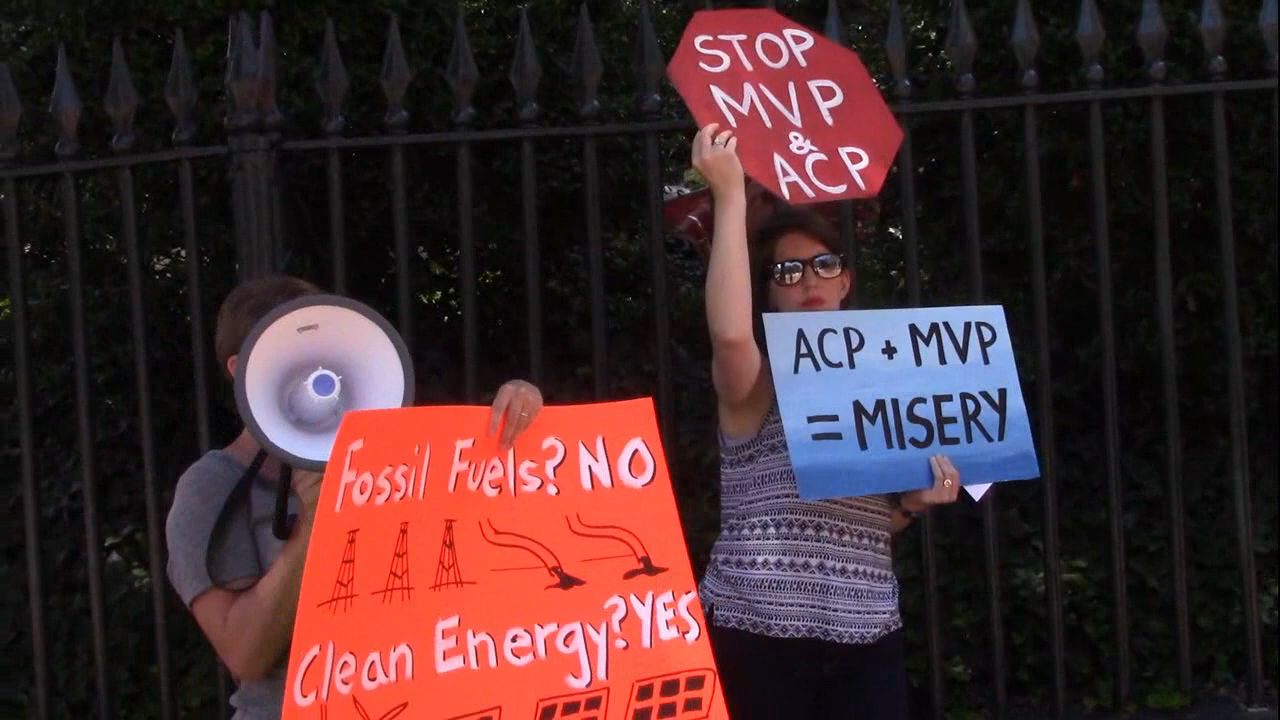 STOP
MVP
&
ACP
ACP + MVP
= MISERY
Fossil Fuels? NO
Clean Energy? YES